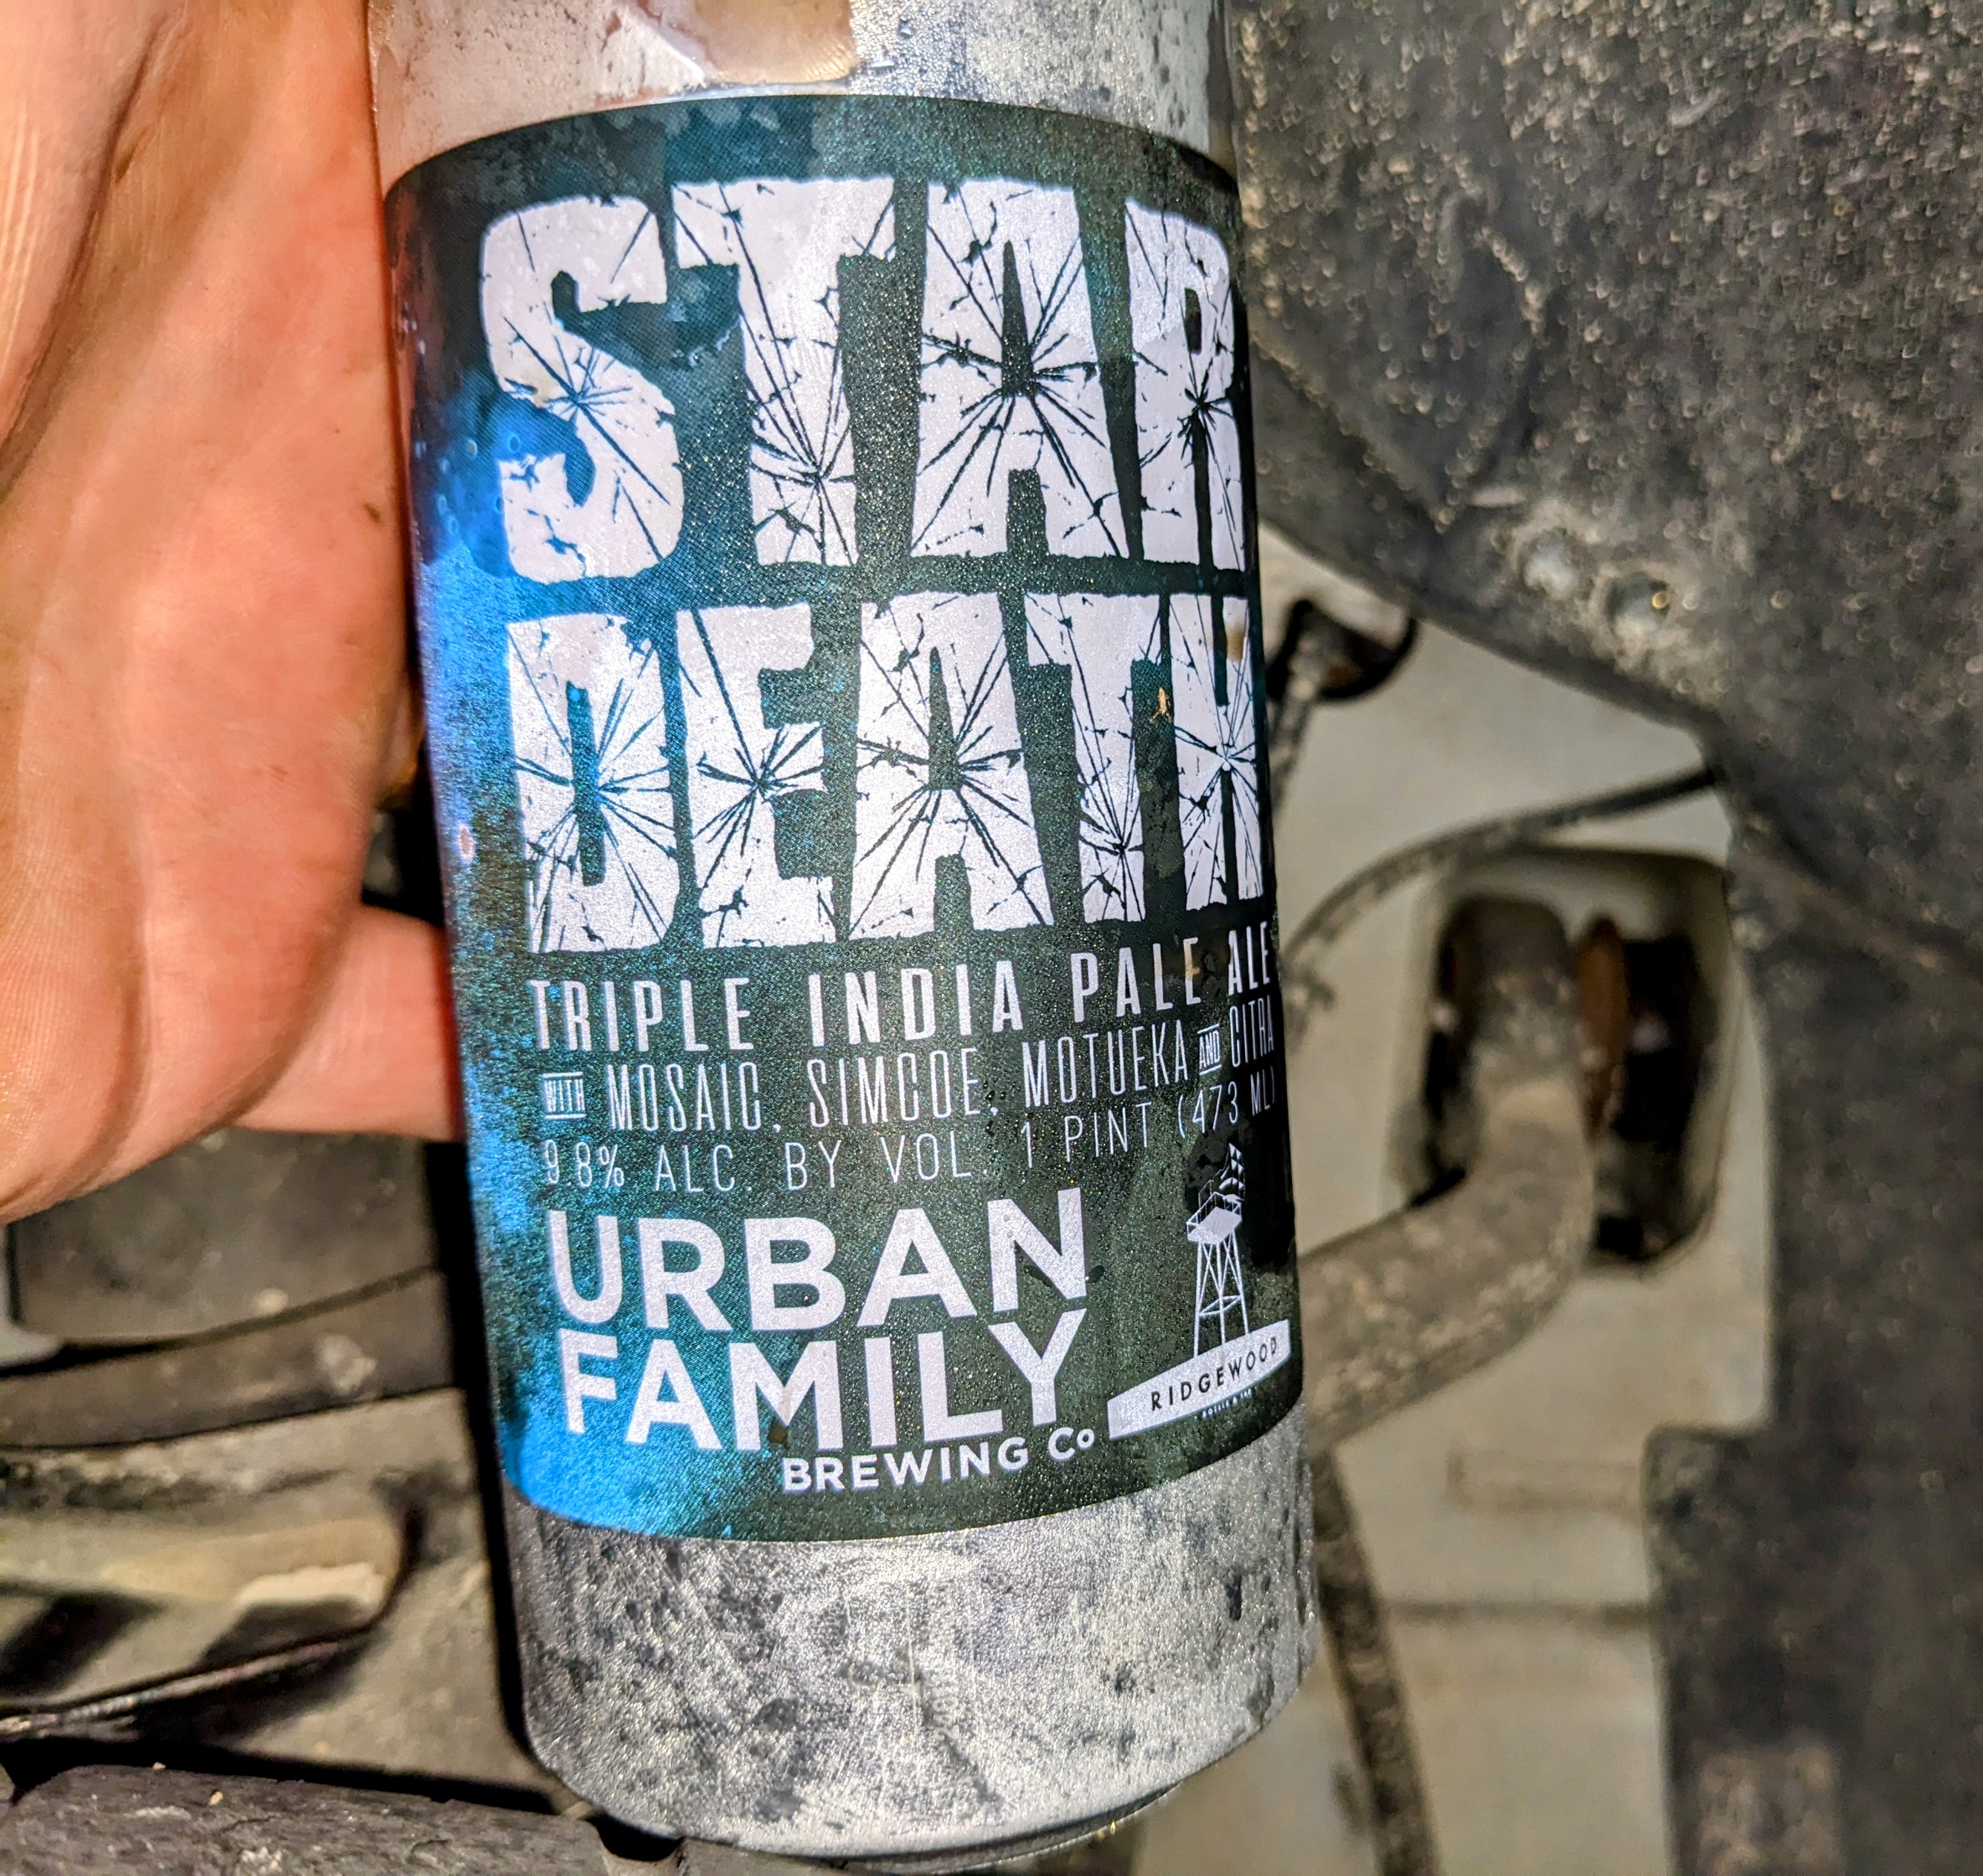 STAR
DEATH
TRIPLE INDIA PALE ALE
WITH MOSAIC, SIMCOE, MOTUEKA AND CITRA
9.8% ALC. BY VOL. 1 PINT (473 ML)
URBAN
FAMILY
BREWING Co
RIDGEWOOD